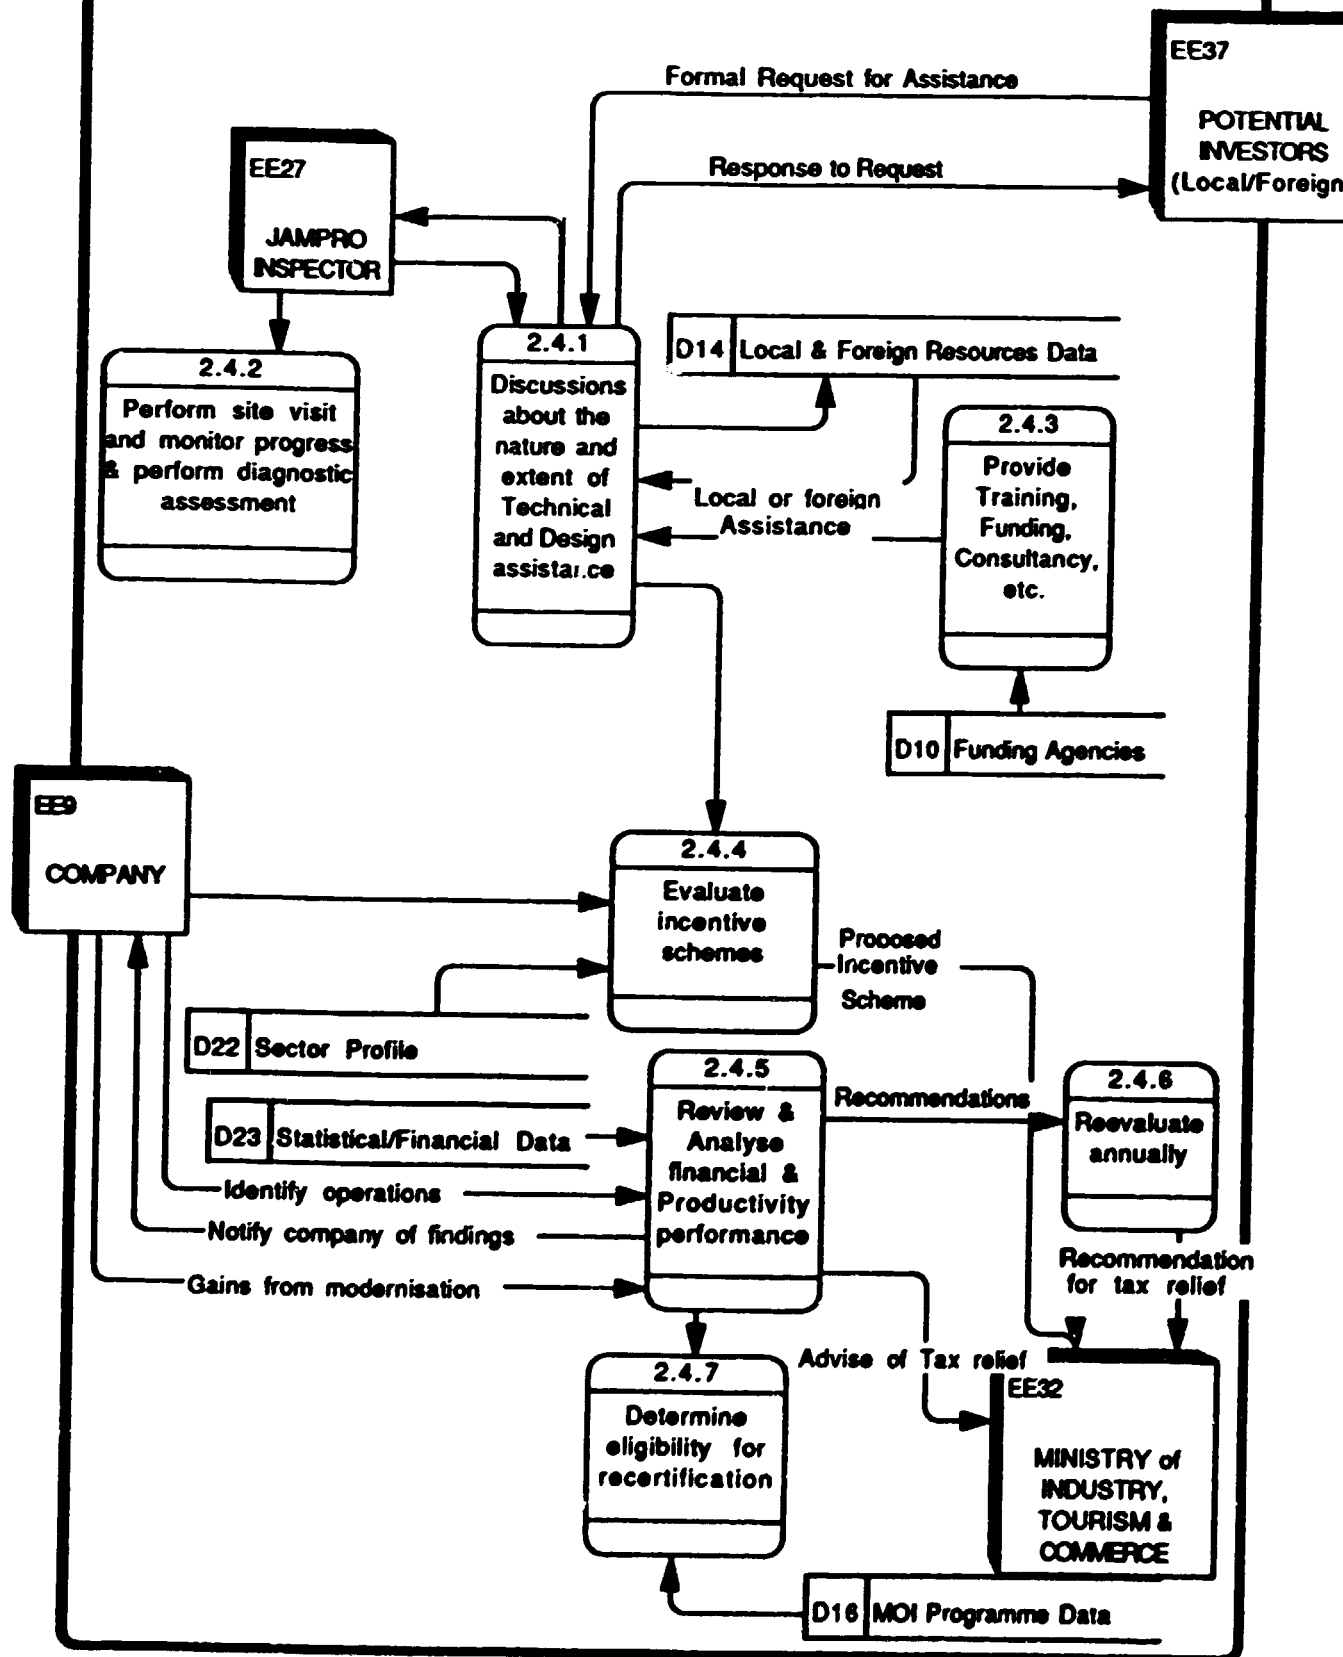 EE37
POTENTIAL
INVESTORS
(Local/Foreign
Formal Request for Assistance
Response to Request
EE27
JAMPRO
INSPECTOR
2.4.2
Perform site visit
and monitor progress
& perform diagnostic
assessment
2.4.1
Discussions
about the
nature and
extent of
Technical
and Design
assistance
D14 Local & Foreign Resources Data
Local or foreign
Assistance
2.4.3
Provide
Training,
Funding,
Consultancy,
etc.
D10 Funding Agencies
EE9
COMPANY
2.4.4
Evaluate
incentive
schemes
Proposed
Incentive
Scheme
D22 Sector Profile
D23 Statistical/Financial Data
Identify operations
Notify company of findings
Gains from modernisation
2.4.5
Review &
Analyse
financial &
Productivity
performance
Recommendations
2.4.6
Reevaluate
annually
Recommendation
for tax relief
Advise of Tax relief
2.4.7
Determine
eligibility for
recertification
EE32
MINISTRY of
INDUSTRY,
TOURISM &
COMMERCE
D16 MOI Programme Data